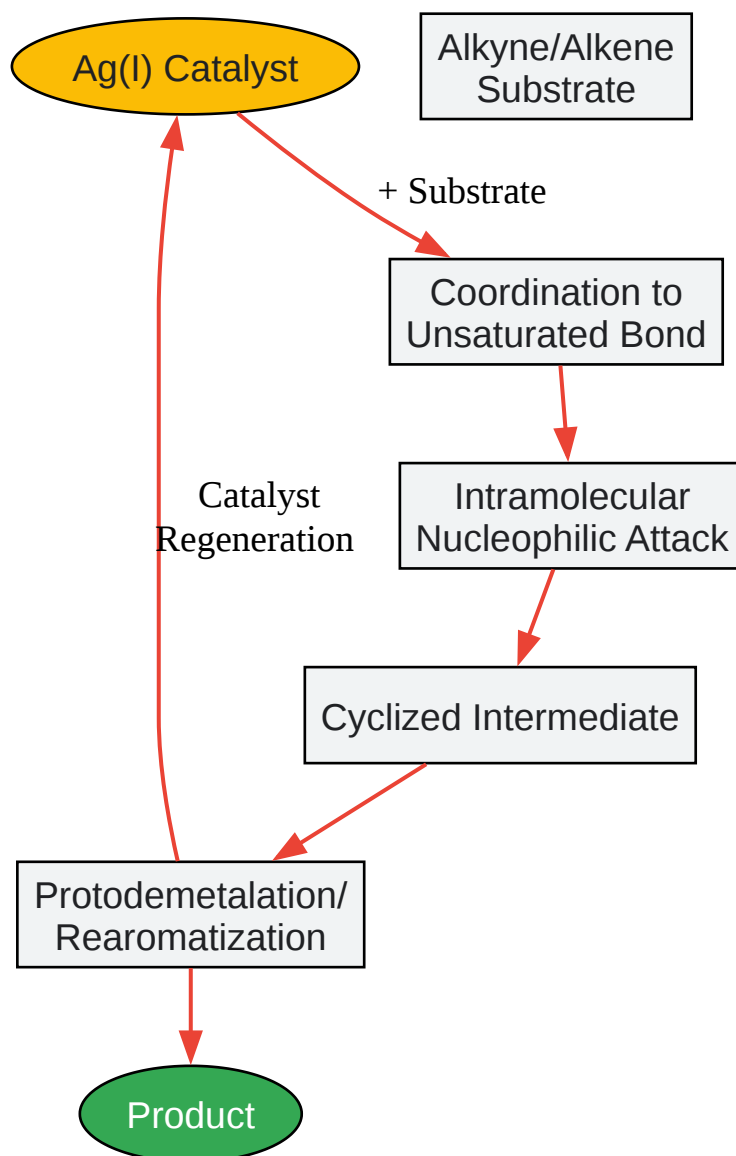 Ag(I) Catalyst
Alkyne/Alkene
Substrate
+ Substrate
Coordination to
Unsaturated Bond
Intramolecular
Nucleophilic Attack
Catalyst
Regeneration
Cyclized Intermediate
Protodemetalation/
Rearomatization
Product